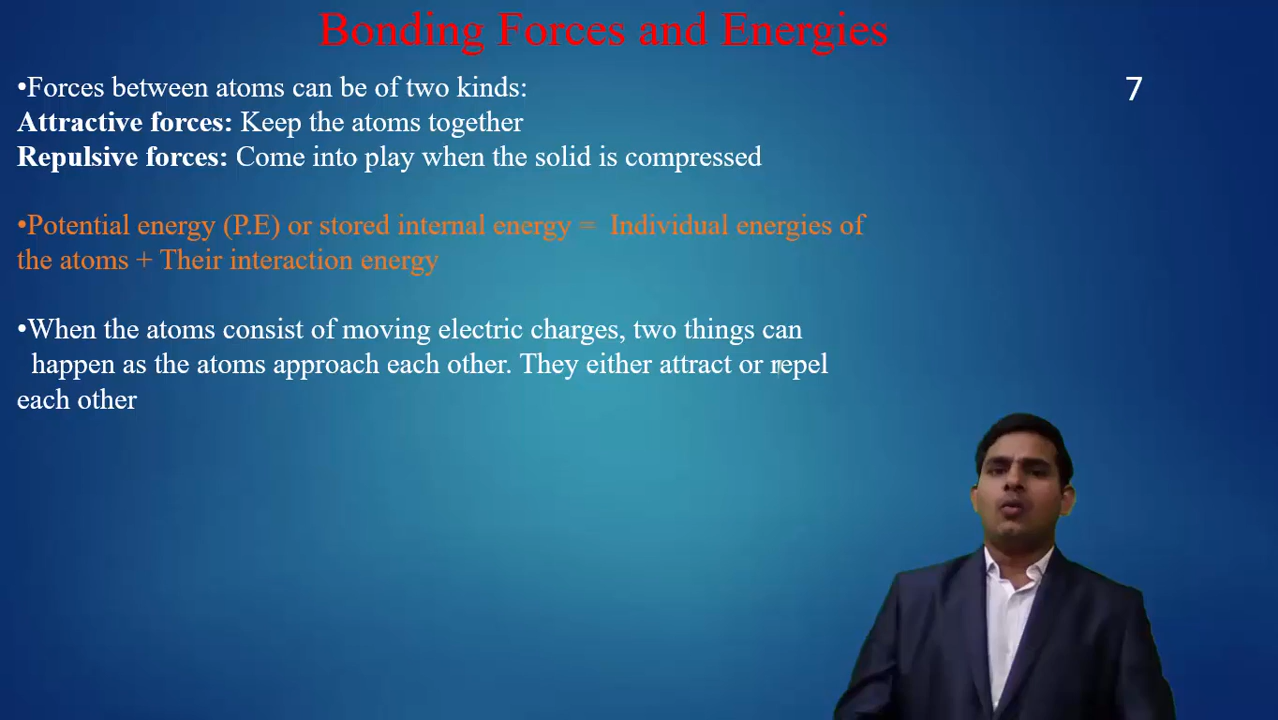 Bonding Forces and Energies
7
•Forces between atoms can be of two kinds:
Attractive forces: Keep the atoms together
Repulsive forces: Come into play when the solid is compressed
•Potential energy (P.E) or stored internal energy = Individual energies of
the atoms + Their interaction energy
•When the atoms consist of moving electric charges, two things can
happen as the atoms approach each other. They either attract or repel
each other